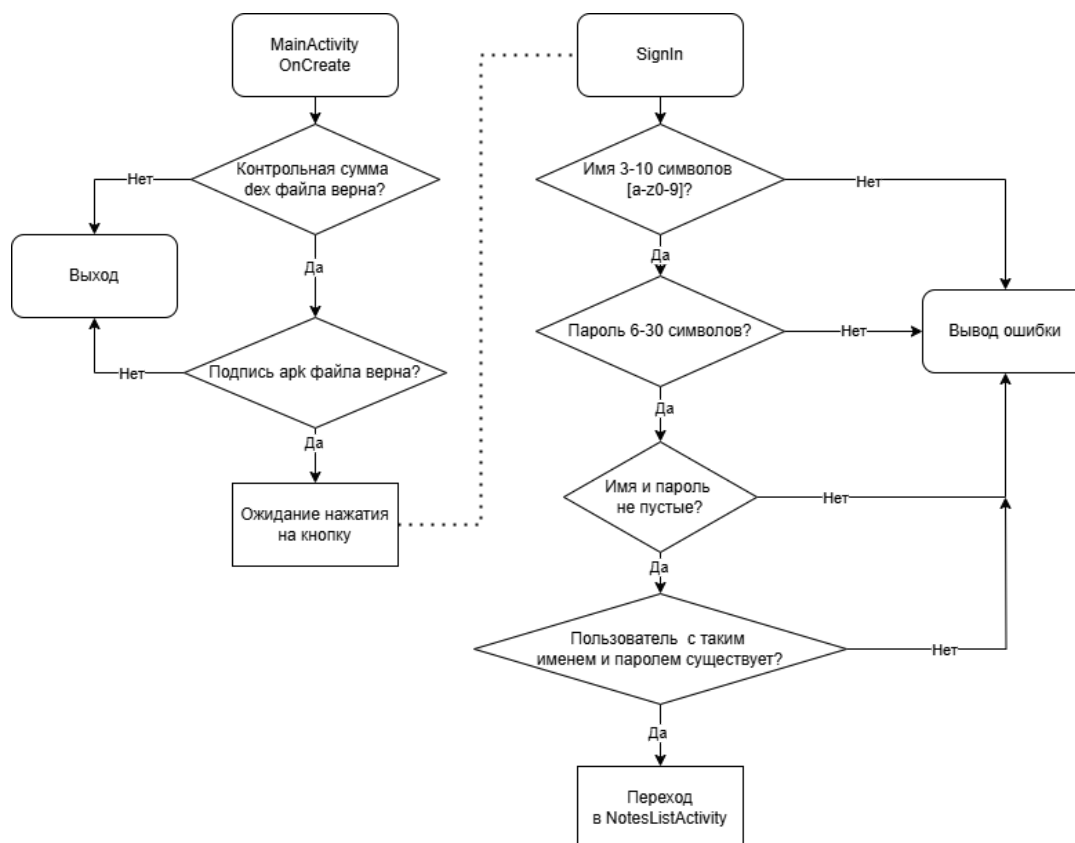 MainActivity
OnCreate
Контрольная сумма
dex файла верна?
Нет
Выход
Да
Подпись apk файла верна?
Нет
Да
Ожидание нажатия
на кнопку
SignIn
Имя 3-10 символов
[a-z0-9]?
Нет
Да
Пароль 6-30 символов?
Нет
Вывод ошибки
Да
Имя и пароль
не пустые?
Нет
Да
Пользователь с таким
именем и паролем существует?
Нет
Да
Переход
в NotesListActivity